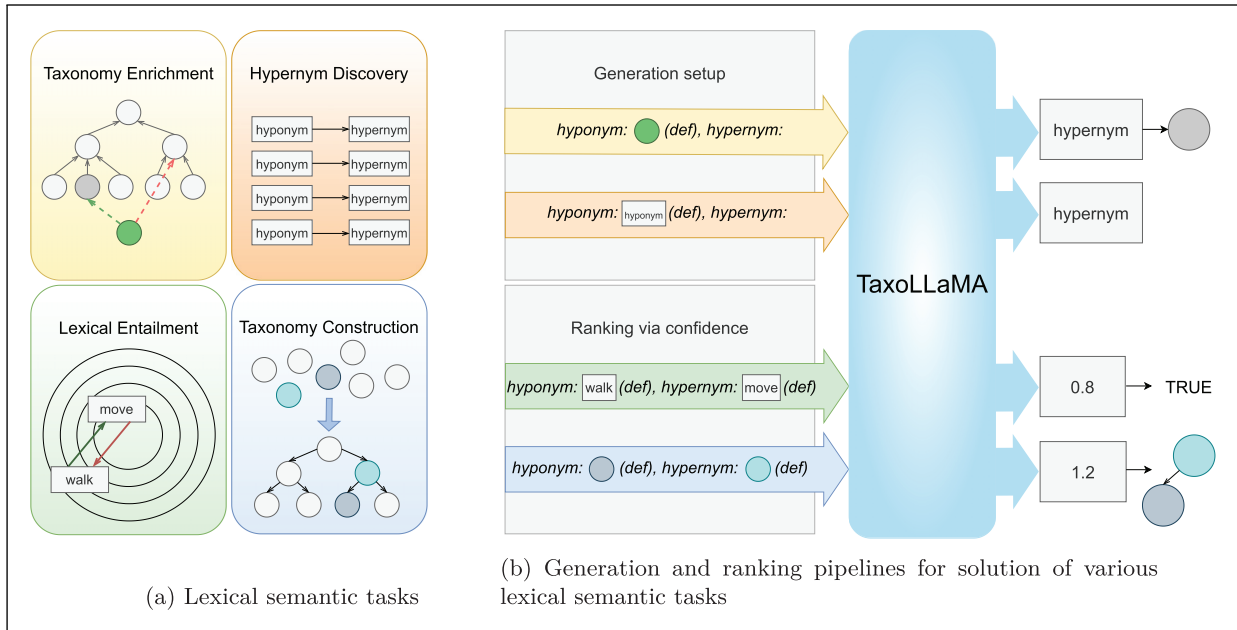 Taxonomy Enrichment
Hypernym Discovery
hyponym hypernym
hyponym hypernym
hyponym hypernym
hyponym hypernym
Lexical Entailment
move
walk
Taxonomy Construction
(a) Lexical semantic tasks
Generation setup
hyponym: (def), hypernym:
hyponym: hyponym (def), hypernym:
Ranking via confidence
hyponym: walk (def), hypernym: move (def)
hyponym: (def), hypernym: (def)
TaxoLLaMA
hypernym
hypernym
0.8 TRUE
1.2
(b) Generation and ranking pipelines for solution of various
lexical semantic tasks